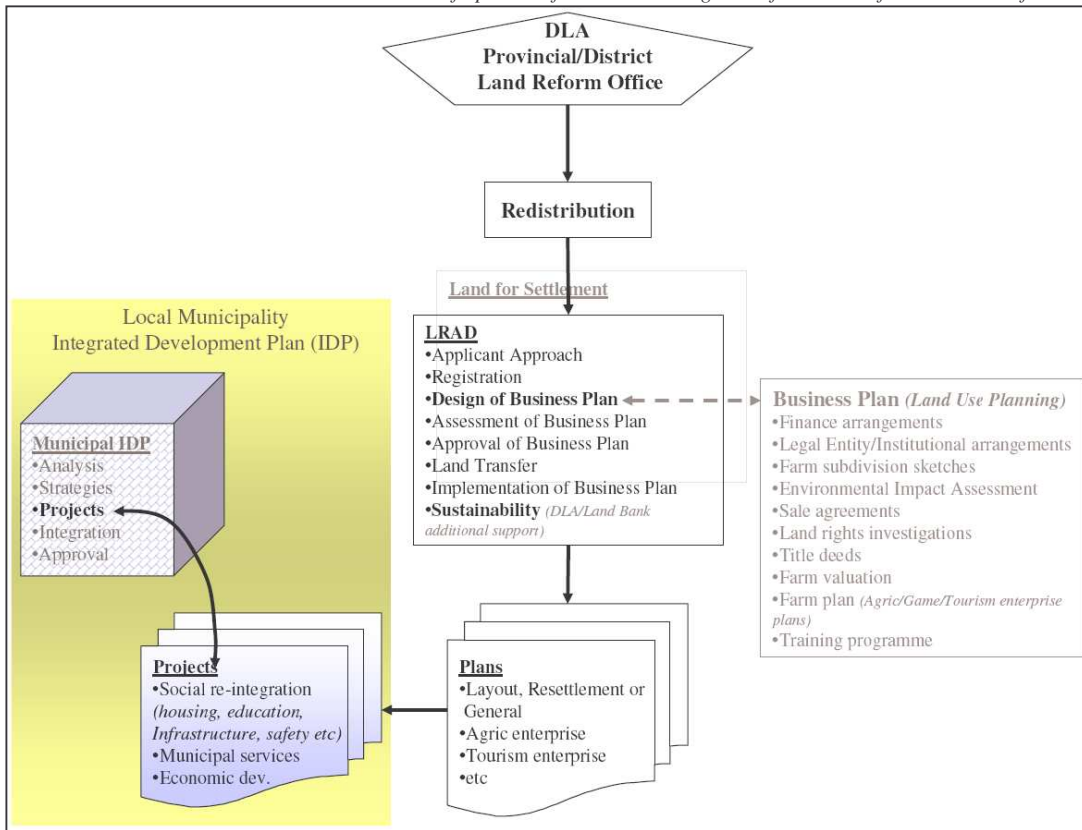 DLA
Provincial/District
Land Reform Office
Redistribution
Land for Settlement
LRAD
•Applicant Approach
•Registration
•Design of Business Plan
•Assessment of Business Plan
•Approval of Business Plan
•Land Transfer
•Implementation of Business Plan
•Sustainability (DLA/Land Bank
additional support)
Business Plan (Land Use Planning)
•Finance arrangements
•Legal Entity/Institutional arrangements
•Farm subdivision sketches
•Environmental Impact Assessment
•Sale agreements
•Land rights investigations
•Title deeds
•Farm valuation
•Farm plan (Agric/Game/Tourism enterprise
plans)
•Training programme
Local Municipality
Integrated Development Plan (IDP)
Municipal IDP
•Analysis
•Strategies
•Projects
•Integration
•Approval
Projects
•Social re-integration
(housing, education,
Infrastructure, safety etc)
•Municipal services
•Economic dev.
Plans
•Layout, Resettlement or
General
•Agric enterprise
•Tourism enterprise
•etc